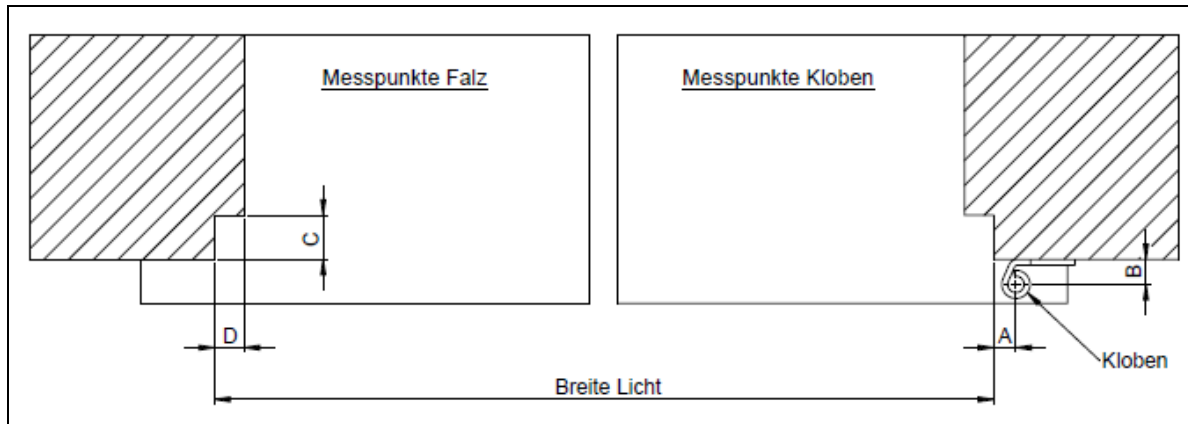 Messpunkte Falz
Messpunkte Kloben
C
B
D
A
Kloben
Breite Licht